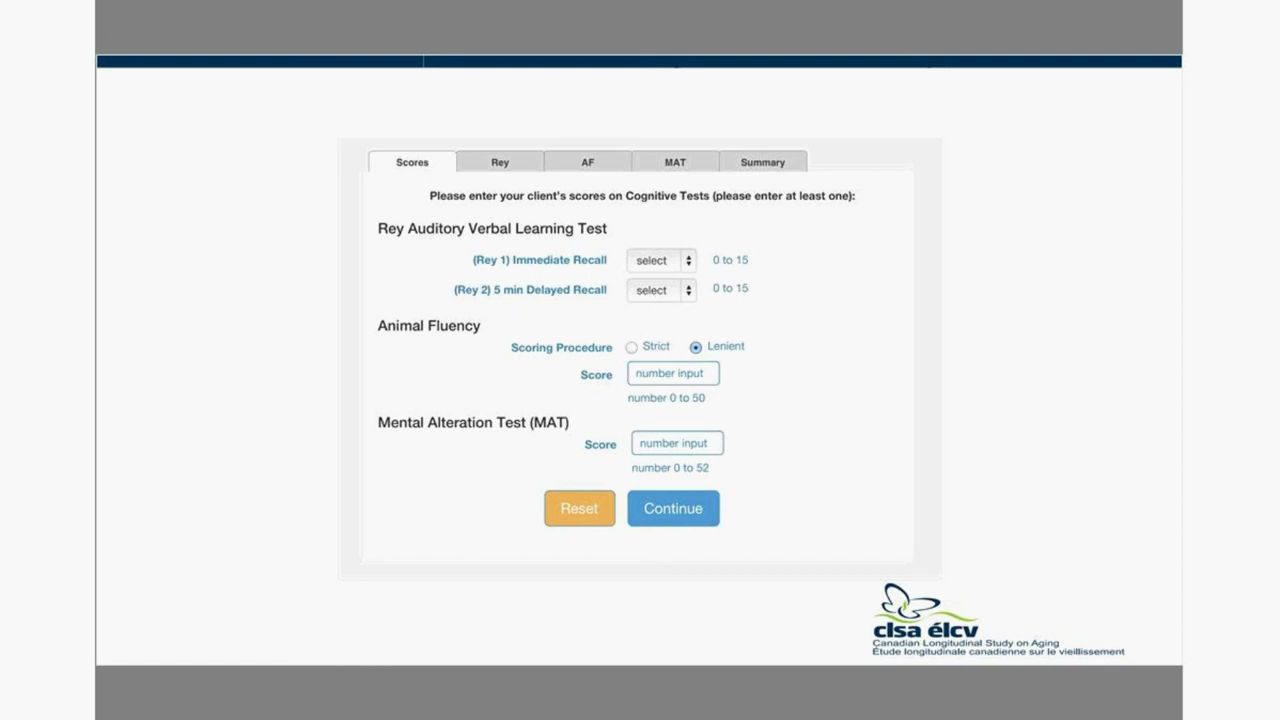 Scores Rey AF MAT Summary
Please enter your client's scores on Cognitive Tests (please enter at least one):
Rey Auditory Verbal Learning Test
(Rey 1) Immediate Recall select 0 to 15
(Rey 2) 5 min Delayed Recall select 0 to 15
Animal Fluency
Scoring Procedure Strict Lenient
Score number input
number 0 to 50
Mental Alteration Test (MAT)
Score number input
number 0 to 52
Reset Continue
clsa élcv
Canadian Longitudinal Study on Aging
Étude longitudinale canadienne sur le vieillissement